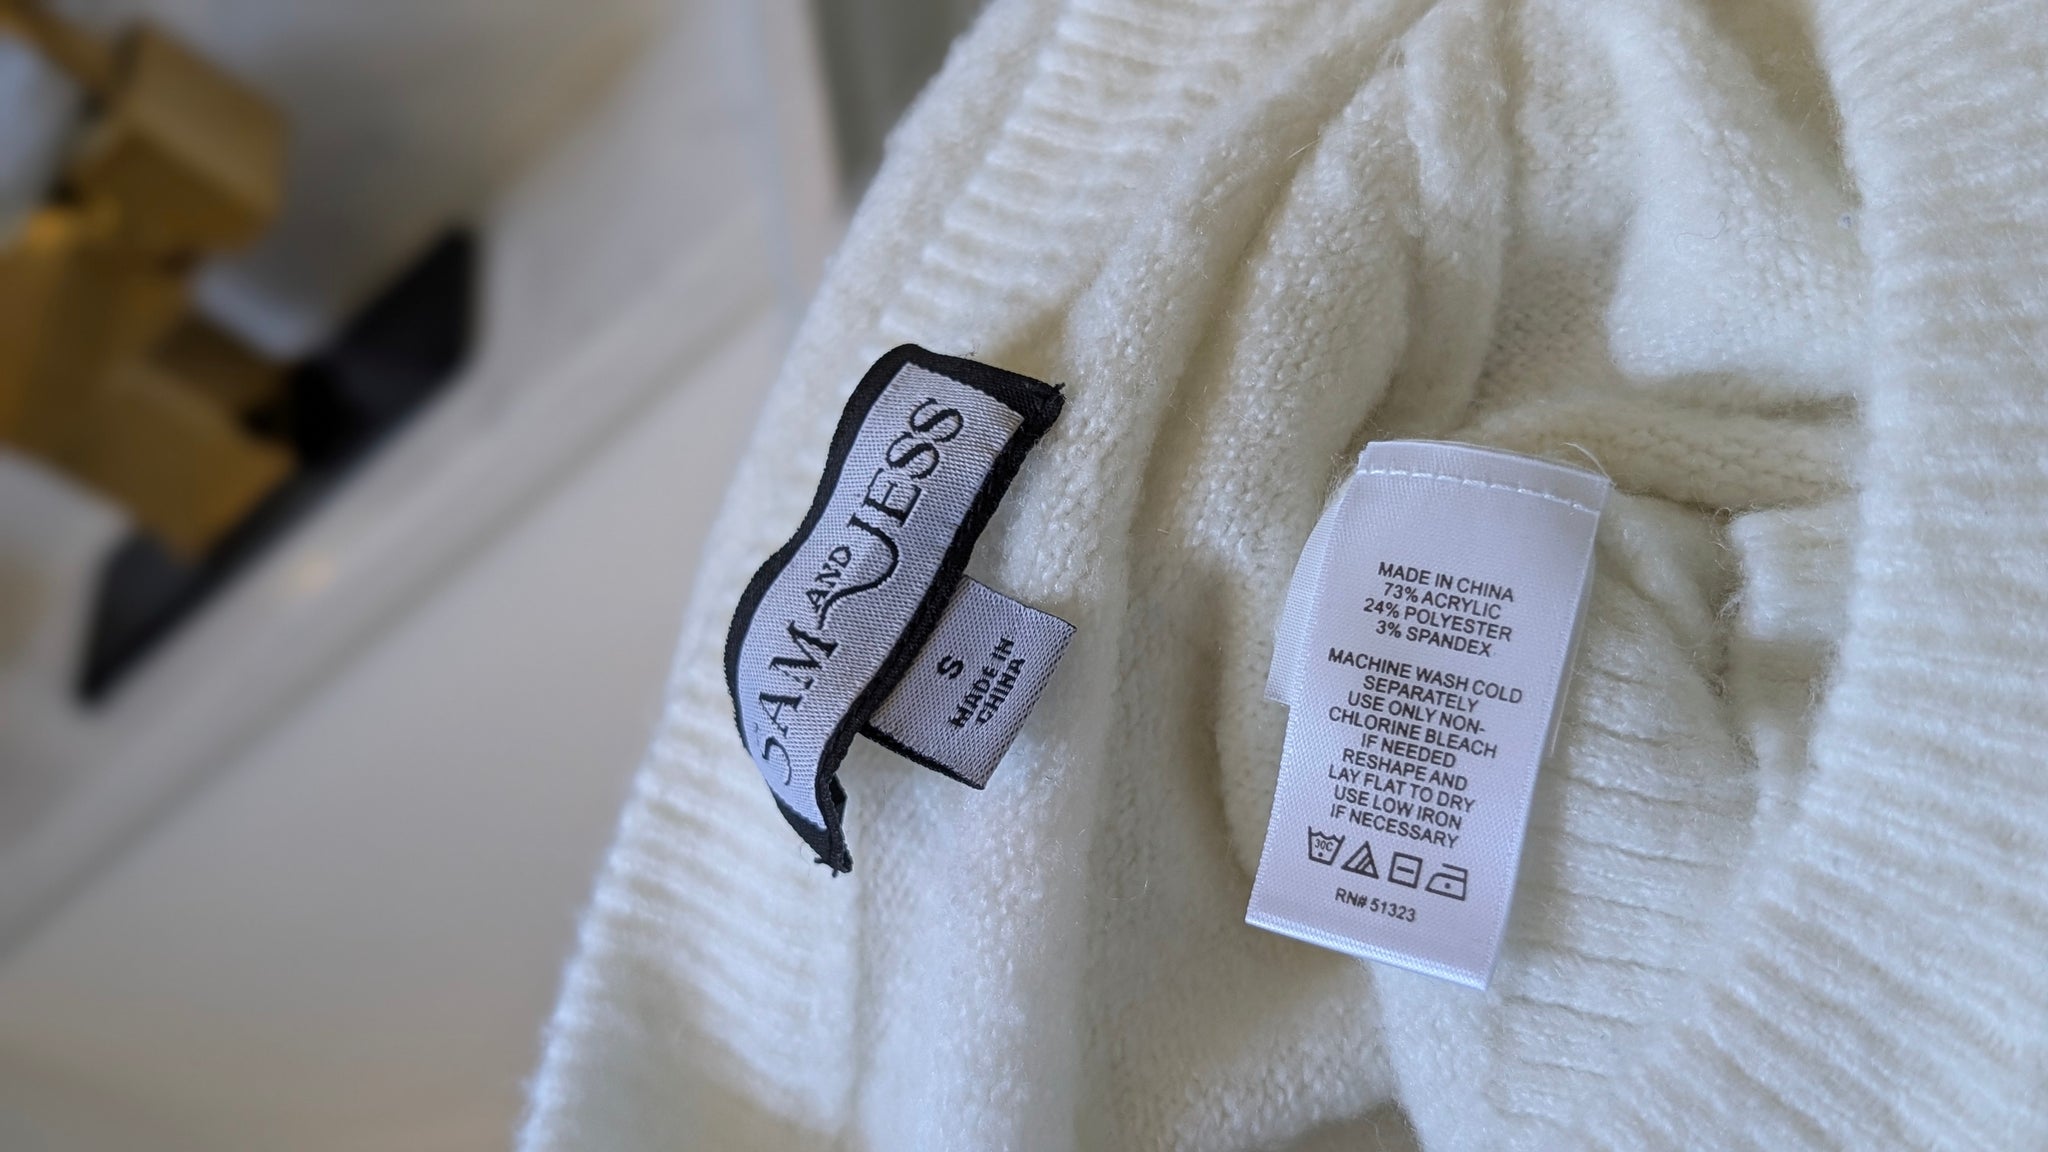 SAM AND JESS
S
MADE IN
CHINA
MADE IN CHINA
73% ACRYLIC
24% POLYESTER
3% SPANDEX
MACHINE WASH COLD
SEPARATELY
USE ONLY NON-
CHLORINE BLEACH
IF NEEDED
RESHAPE AND
LAY FLAT TO DRY
USE LOW IRON
IF NECESSARY
30C
RN# 51323